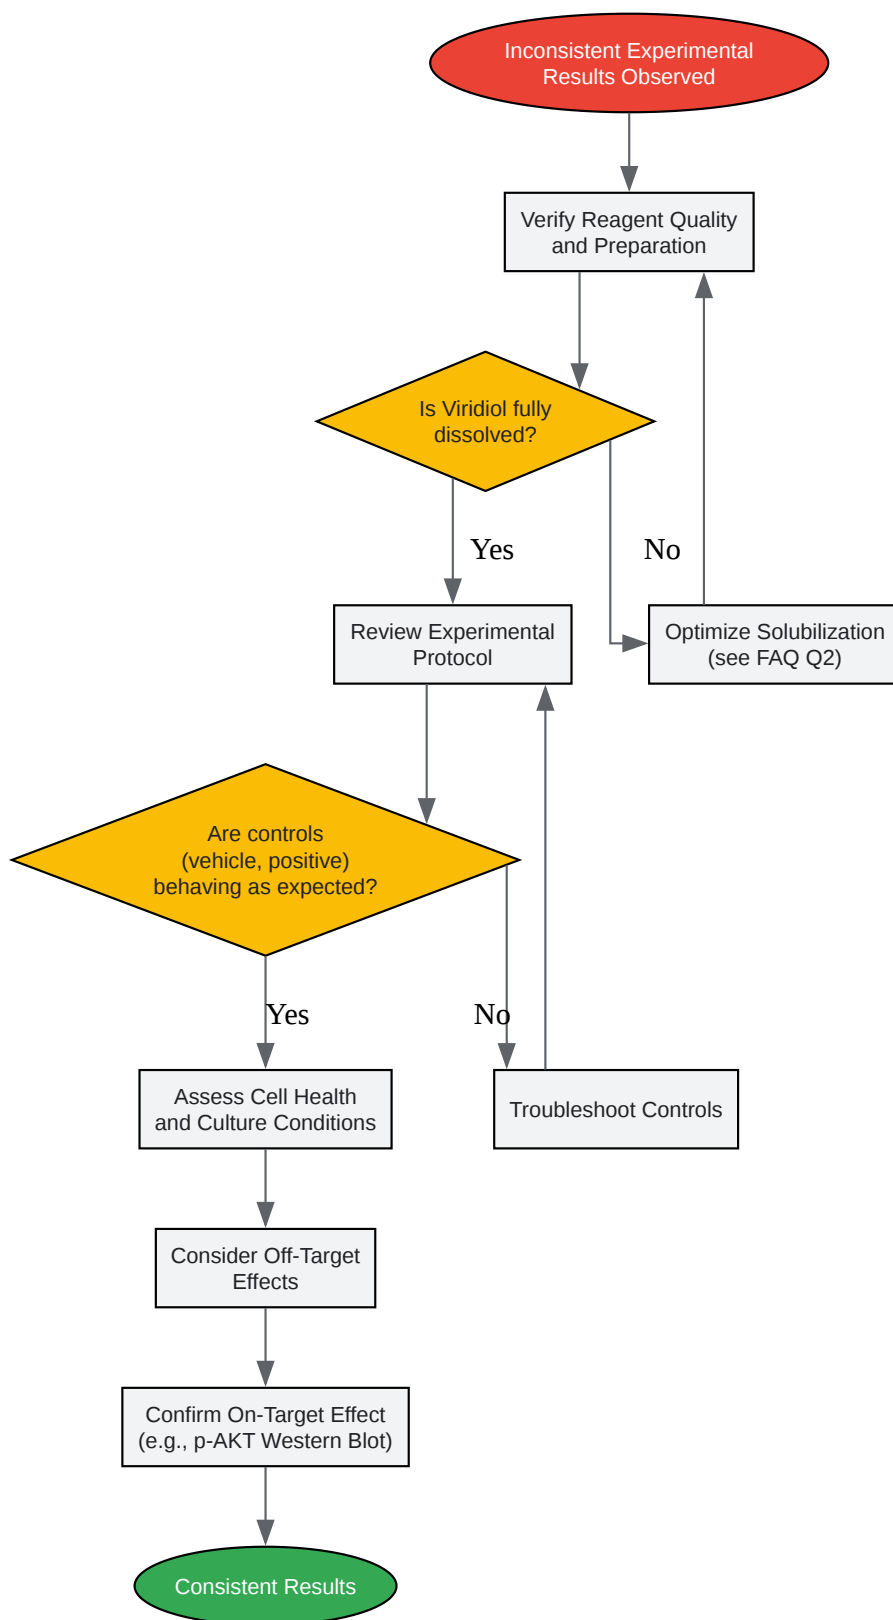 Inconsistent Experimental
Results Observed
Verify Reagent Quality
and Preparation
Is Viridiol fully
dissolved?
Yes
No
Review Experimental
Protocol
Optimize Solubilization
(see FAQ Q2)
Are controls
(vehicle, positive)
behaving as expected?
Yes
No
Assess Cell Health
and Culture Conditions
Troubleshoot Controls
Consider Off-Target
Effects
Confirm On-Target Effect
(e.g., p-AKT Western Blot)
Consistent Results